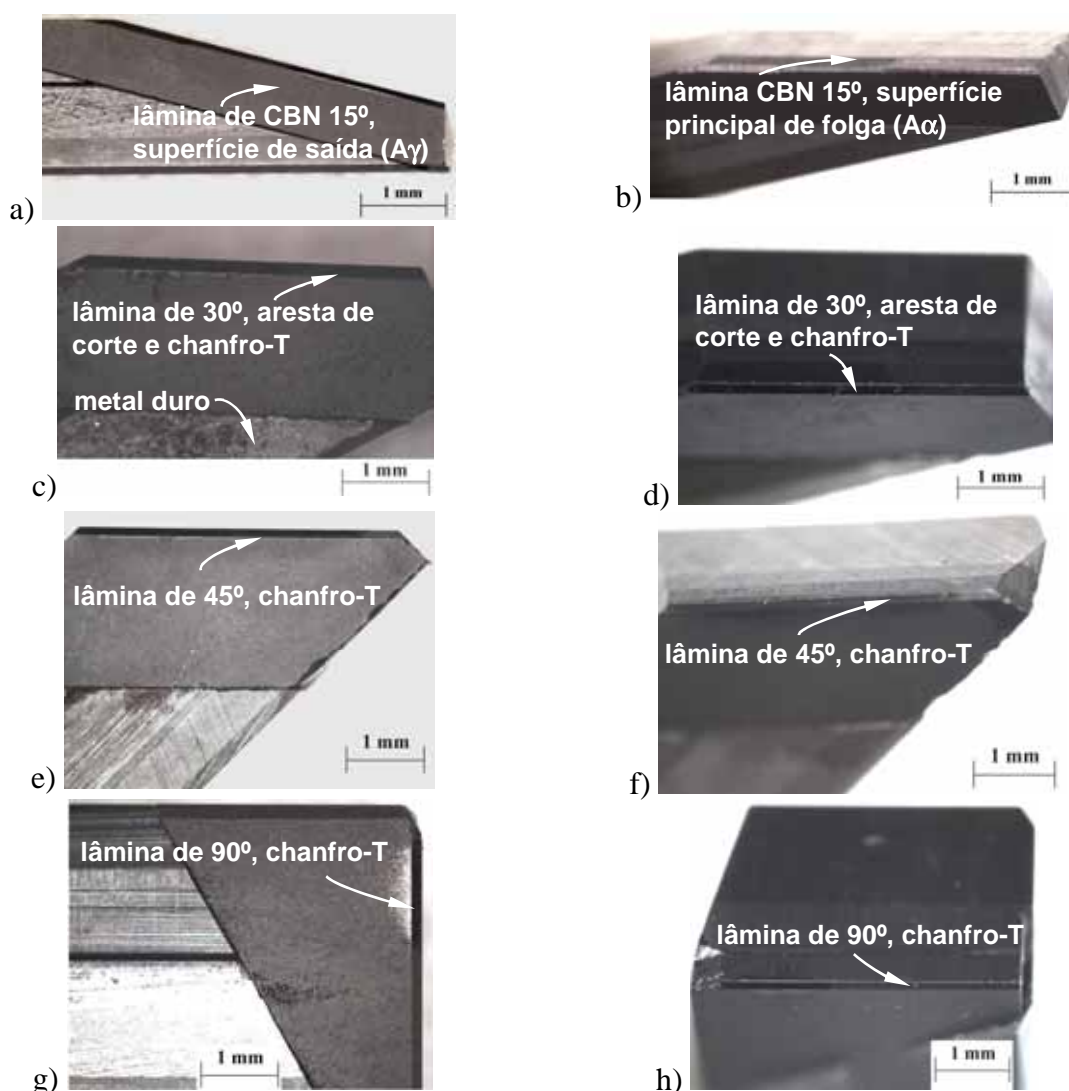 lâmina de CBN 15º,
superfície de saída (Aγ)
1 mm
a)
lâmina CBN 15º, superfície
principal de folga (Aα)
1 mm
b)
lâmina de 30º, aresta de
corte e chanfro-T
metal duro
1 mm
c)
lâmina de 30º, aresta de
corte e chanfro-T
1 mm
d)
lâmina de 45º, chanfro-T
1 mm
e)
lâmina de 45º, chanfro-T
1 mm
f)
lâmina de 90º, chanfro-T
1 mm
g)
lâmina de 90º, chanfro-T
1 mm
h)